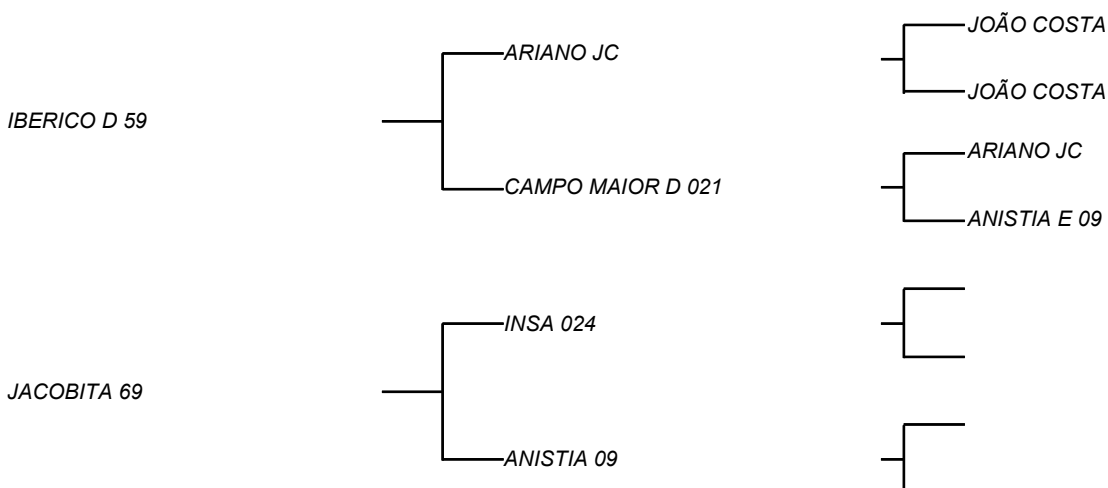 JOÃO COSTA
ARIANO JC
JOÃO COSTA
IBERICO D 59
ARIANO JC
CAMPO MAIOR D 021
ANISTIA E 09
INSA 024
JACOBITA 69
ANISTIA 09